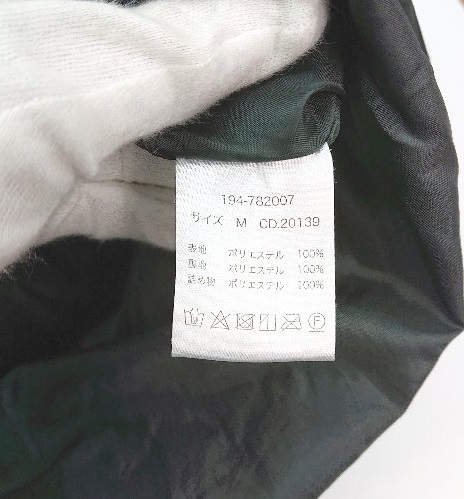 194-782007
サイズ M CD.20139
表地 ポリエステル 100%
裏地 ポリエステル 100%
詰め物 ポリエステル 100%